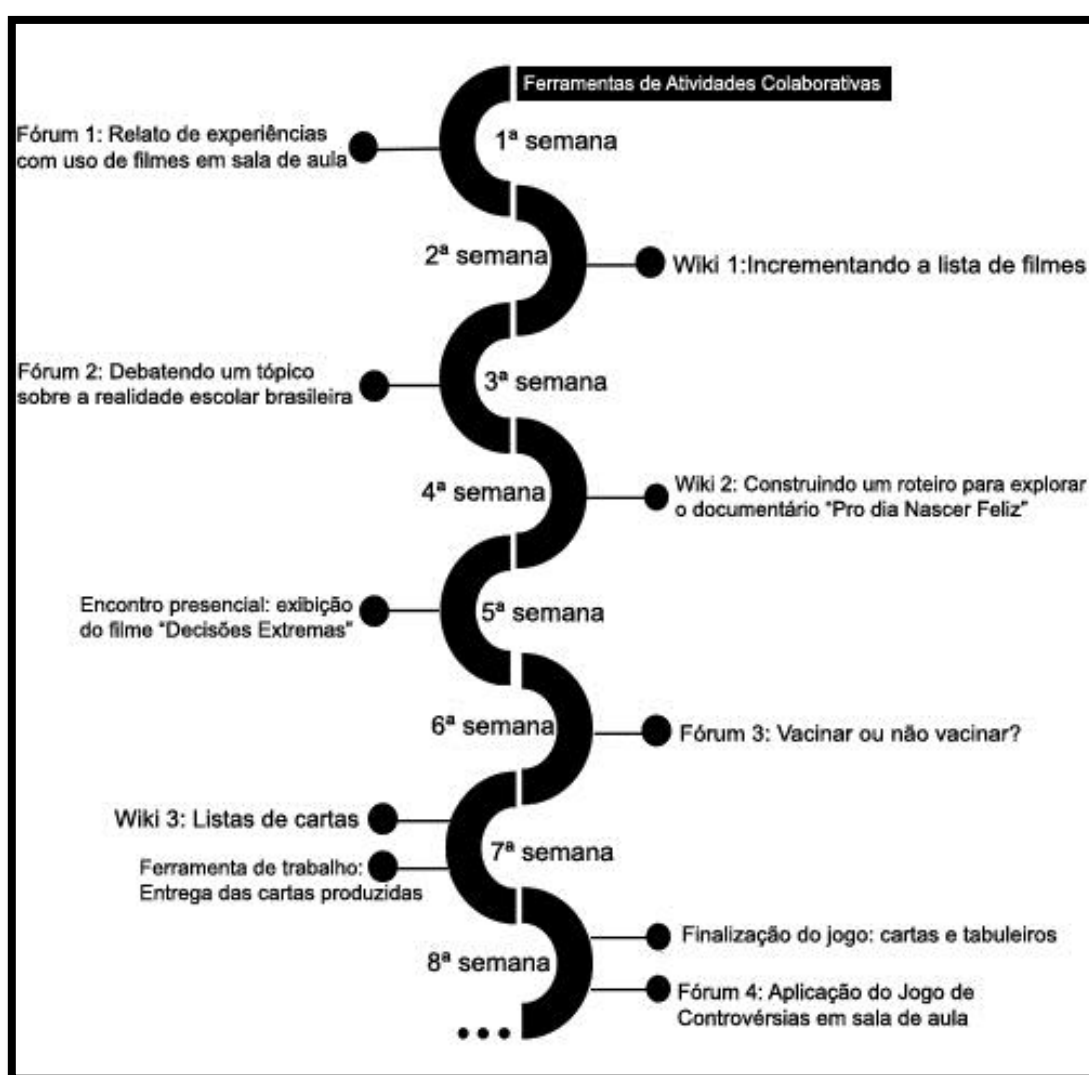 Ferramentas de Atividades Colaborativas
1ª semana
Fórum 1: Relato de experiências
com uso de filmes em sala de aula
2ª semana
Wiki 1:Incrementando a lista de filmes
3ª semana
Fórum 2: Debatendo um tópico
sobre a realidade escolar brasileira
4ª semana
Wiki 2: Construindo um roteiro para explorar
o documentário "Pro dia Nascer Feliz"
5ª semana
Encontro presencial: exibição
do filme "Decisões Extremas"
6ª semana
Fórum 3: Vacinar ou não vacinar?
7ª semana
Wiki 3: Listas de cartas
Ferramenta de trabalho:
Entrega das cartas produzidas
8ª semana
Finalização do jogo: cartas e tabuleiros
Fórum 4: Aplicação do Jogo de
Controvérsias em sala de aula
...